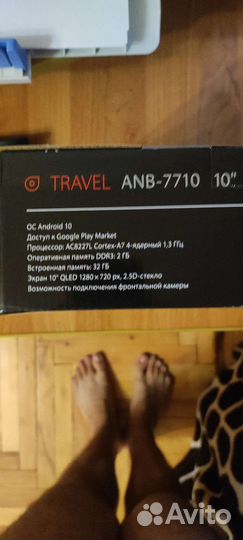 TRAVEL ANB-7710 10"
ОС Android 10
Доступ к Google Play Market
Процессор: AC8227L Cortex-A7 4-ядерный 1,3 ГГц
Оперативная память DDR3: 2 ГБ
Встроенная память: 32 ГБ
Экран 10" QLED 1280×720 px, 2.5D-стекло
Возможность подключения фронтальной камеры
Avito